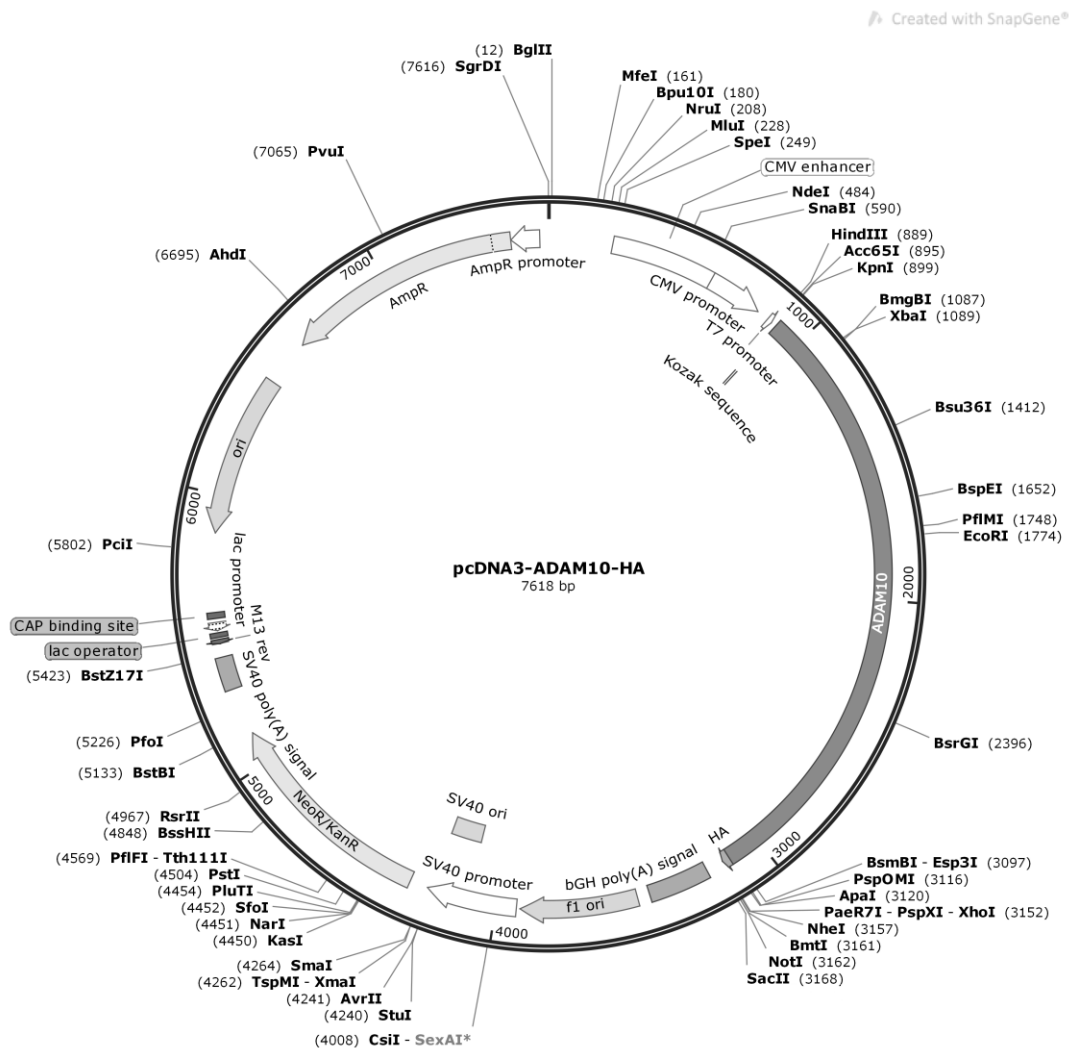 Created with SnapGene®
(12) BglII
(7616) SgrDI
MfeI (161)
Bpu10I (180)
NruI (208)
MluI (228)
SpeI (249)
CMV enhancer
NdeI (484)
SnaBI (590)
HindIII (889)
Acc65I (895)
KpnI (899)
BmgBI (1087)
XbaI (1089)
Bsu36I (1412)
BspEI (1652)
PflMI (1748)
EcoRI (1774)
BsrGI (2396)
BsmBI - Esp3I (3097)
PspOMI (3116)
ApaI (3120)
PaeR7I - PspXI - XhoI (3152)
NheI (3157)
BmtI (3161)
NotI (3162)
SacII (3168)
(4008) CsiI - SexAI*
(4240) StuI
(4241) AvrII
(4262) TspMI - XmaI
(4264) SmaI
(4450) KasI
(4451) NarI
(4452) SfoI
(4454) PluTI
(4504) PstI
(4569) PflFI - Tth111I
(4848) BssHII
(4967) RsrII
(5133) BstBI
(5226) PfoI
(5423) BstZ17I
lac operator
CAP binding site
(5802) PciI
(6695) AhdI
(7065) PvuI
AmpR promoter
AmpR
CMV promoter
T7 promoter
Kozak sequence
ADAM10
HA
bGH poly(A) signal
f1 ori
SV40 promoter
SV40 ori
NeoR/KanR
SV40 poly(A) signal
M13 rev
lac promoter
ori
1000
2000
3000
4000
5000
6000
7000
pcDNA3-ADAM10-HA
7618 bp